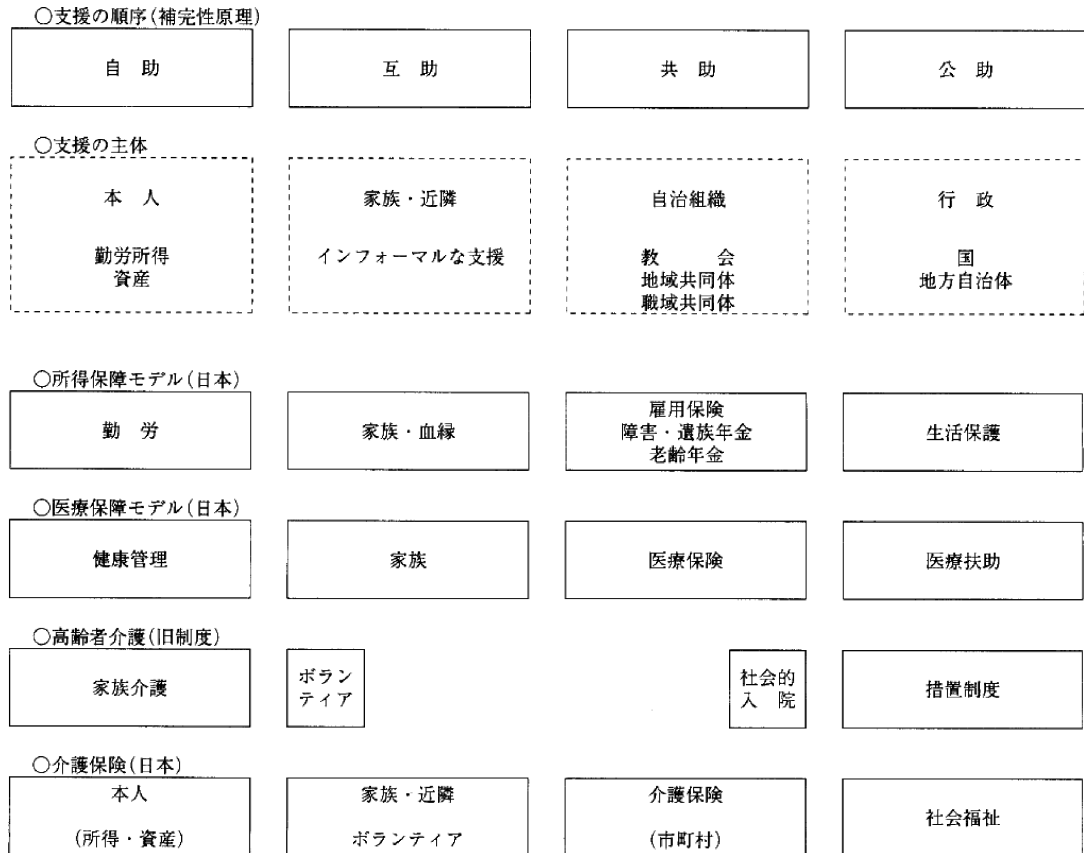 ○支援の順序(補完性原理)
自 助
互 助
共 助
公 助
○支援の主体
本 人
勤労所得
資産
家族・近隣
インフォーマルな支援
自治組織
教 会
地域共同体
職域共同体
行 政
国
地方自治体
○所得保障モデル(日本)
勤 労
家族・血縁
雇用保険
障害・遺族年金
老齢年金
生活保護
○医療保障モデル(日本)
健康管理
家族
医療保険
医療扶助
○高齢者介護(旧制度)
家族介護
ボラン
ティア
社会的
入 院
措置制度
○介護保険(日本)
本人
(所得・資産)
家族・近隣
ボランティア
介護保険
(市町村)
社会福祉